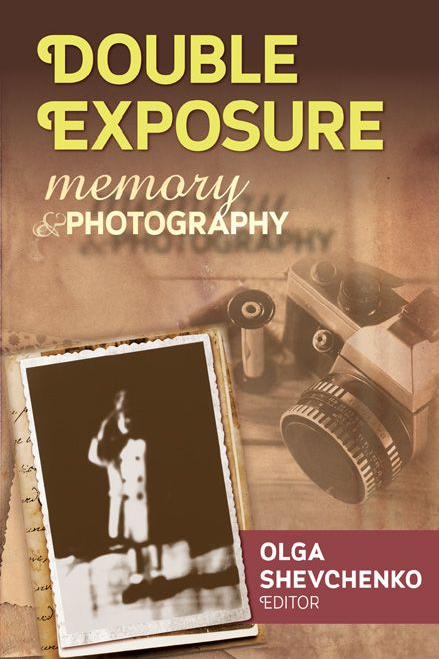 DOUBLE
EXPOSURE
memory
& PHOTOGRAPHY
OLGA
SHEVCHENKO
EDITOR